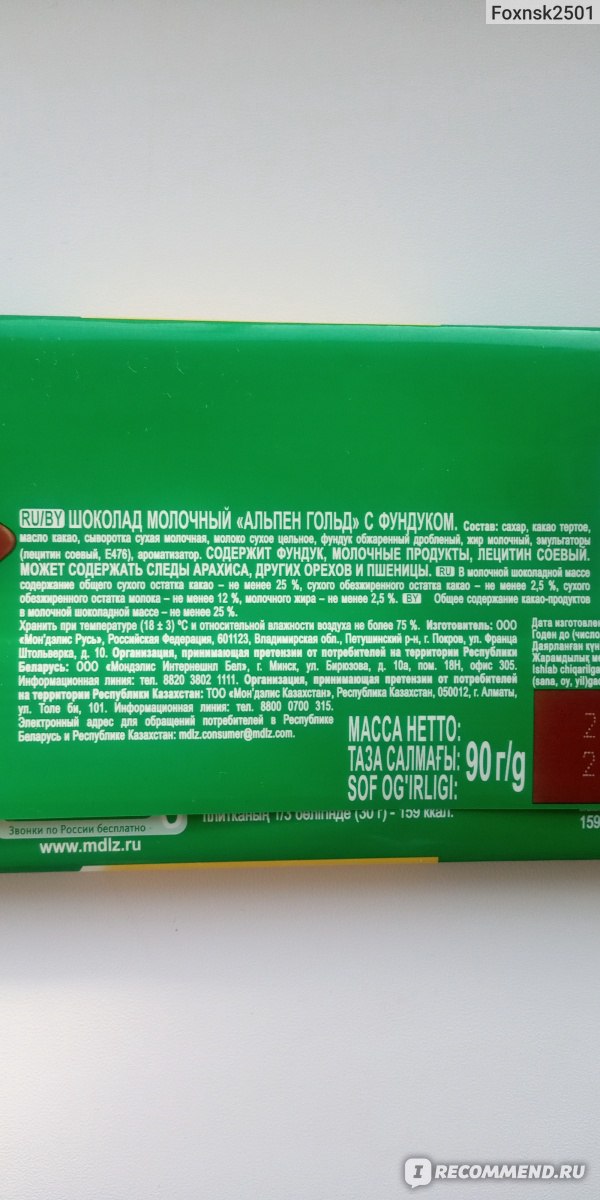 Foxnsk2501
RU/BY ШОКОЛАД МОЛОЧНЫЙ «АЛЬПЕН ГОЛЬД» С ФУНДУКОМ. Состав: сахар, какао тертое,
масло какао, сыворотка сухая молочная, молоко сухое цельное, фундук обжаренный дробленый, жир молочный, эмульгаторы
(лецитин соевый, Е476), ароматизатор. СОДЕРЖИТ ФУНДУК, МОЛОЧНЫЕ ПРОДУКТЫ, ЛЕЦИТИН СОЕВЫЙ.
МОЖЕТ СОДЕРЖАТЬ СЛЕДЫ АРАХИСА, ДРУГИХ ОРЕХОВ И ПШЕНИЦЫ. RU В молочной шоколадной массе
содержание общего сухого остатка какао – не менее 25 %, сухого обезжиренного остатка какао – не менее 2,5 %, сухого
обезжиренного остатка молока – не менее 12 %, молочного жира – не менее 2,5 %. BY Общее содержание какао-продуктов
в молочной шоколадной массе – не менее 25 %.
Хранить при температуре (18 ± 3) °С и относительной влажности воздуха не более 75 %. Изготовитель: ООО
«Мон'дэлис Русь», Российская Федерация, 601123, Владимирская обл., Петушинский р-н, г. Покров, ул. Франца
Штольверка, д. 10. Организация, принимающая претензии от потребителей на территории Республики
Беларусь: ООО «Мондэлис Интернешнл Бел», г. Минск, ул. Бирюзова, д. 10а, пом. 18Н, офис 305.
Информационная линия: тел. 8820 3802 1111. Организация, принимающая претензии от потребителей
на территории Республики Казахстан: ТОО «Мон'дэлис Казахстан», Республика Казахстан, 050012, г. Алматы,
ул. Толе би, 101. Информационная линия: тел. 8800 0700 315.
Электронный адрес для обращений потребителей в Республике
Беларусь и Республике Казахстан: mdlz.consumer@mdlz.com.
МАССА НЕТТО:
ТАЗА САЛМАҒЫ:
SOF OG'IRLIGI:
90 г/g
Дата изготовлен
Годен до (число
Даярланған күн
Жарамдылық ме
Ishlab chiqarilga
(sana, oy, yil)gac
плитканың 1/3 бөлігінде (30 г) - 159 ккал.
159
Звонки по России бесплатно
www.mdlz.ru
I RECOMMEND.RU